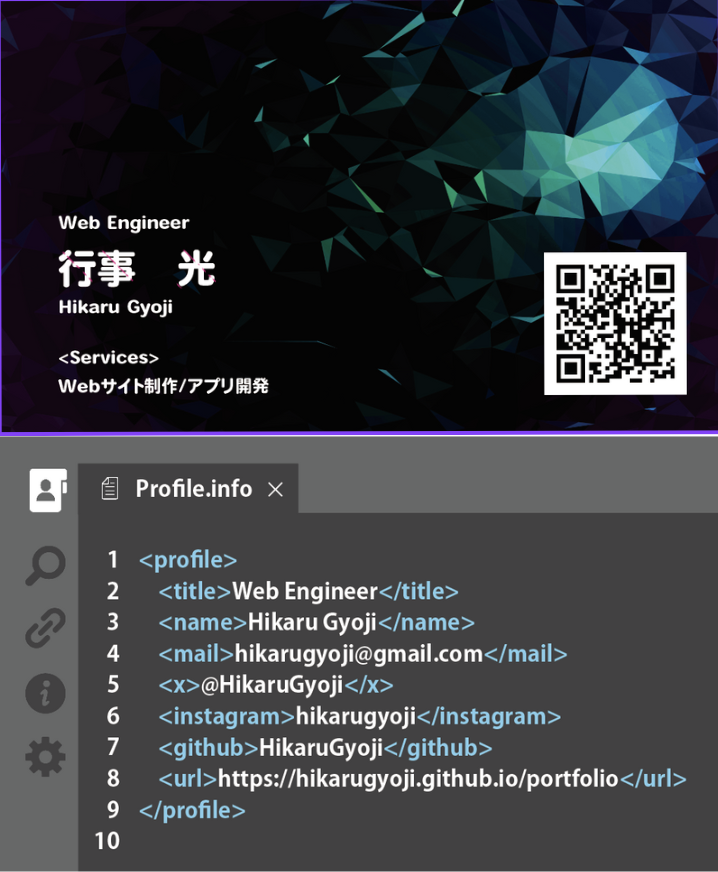 Web Engineer
行事　光
Hikaru Gyoji
<Services>
Webサイト制作/アプリ開発
Profile.info
1 <profile>
2 <title>Web Engineer</title>
3 <name>Hikaru Gyoji</name>
4 <mail>hikarugyoji@gmail.com</mail>
5 <x>@HikaruGyoji</x>
6 <instagram>hikarugyoji</instagram>
7 <github>HikaruGyoji</github>
8 <url>https://hikarugyoji.github.io/portfolio</url>
9 </profile>
10